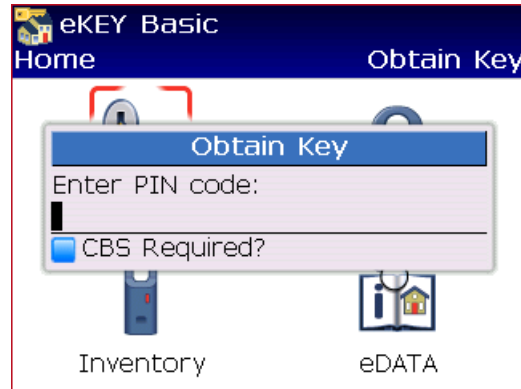 eKEY Basic
Home Obtain Key
Obtain Key
Enter PIN code:
CBS Required?
Inventory eDATA